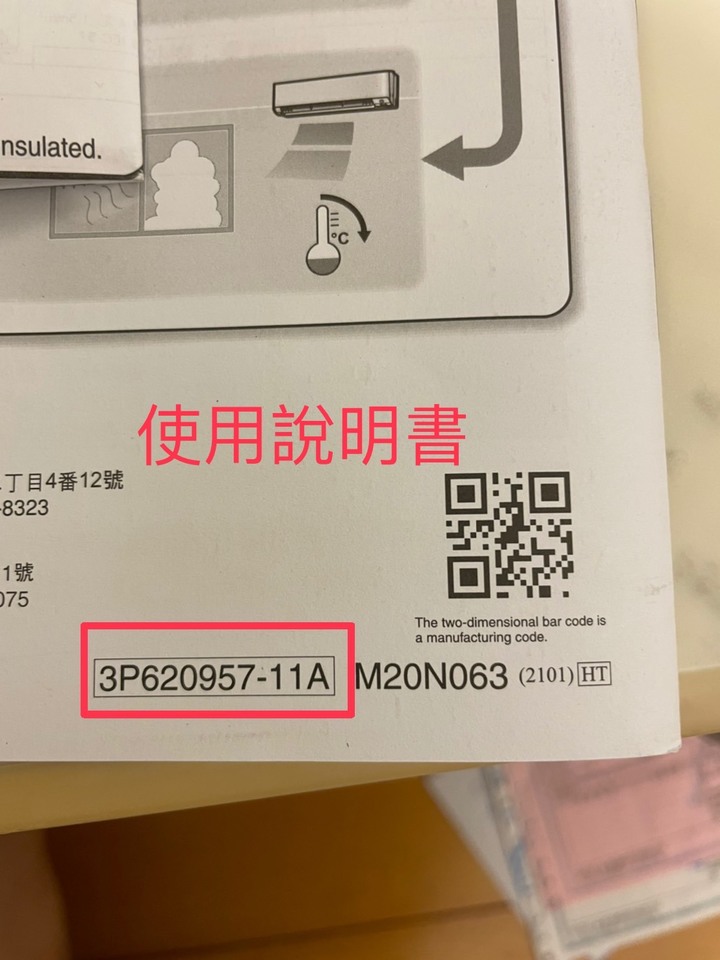 nsulated.
°C
使用說明書
丁目4番12號
-8323
1號
075
The two-dimensional bar code is
a manufacturing code.
3P620957-11A M20N063 (2101) HT